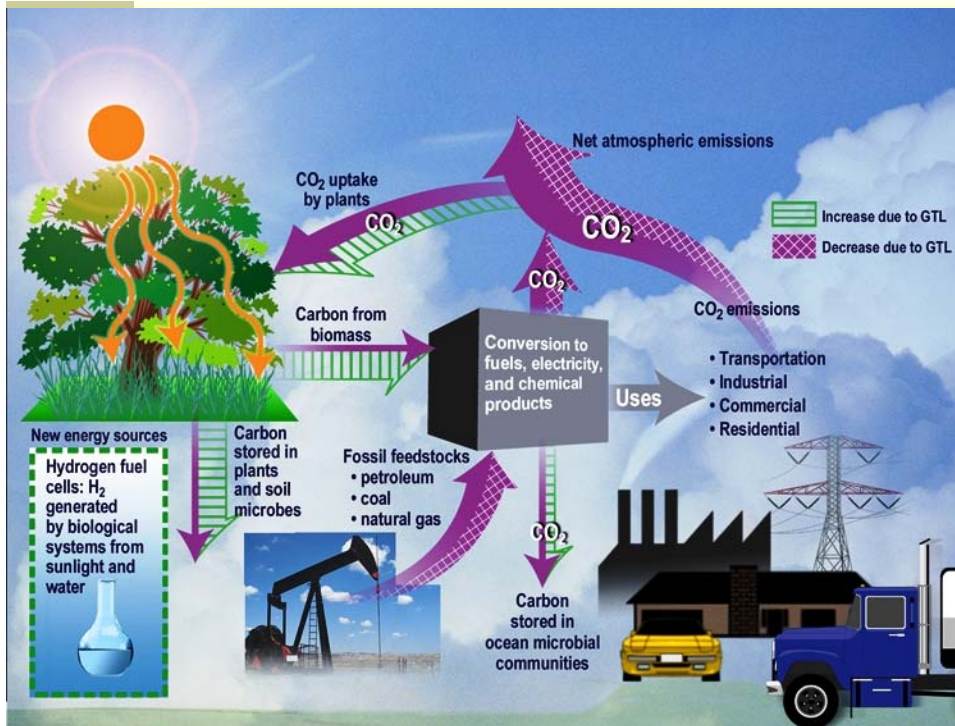 Net atmospheric emissions
CO2 uptake
by plants
CO2
CO2
Increase due to GTL
Decrease due to GTL
CO2
CO2 emissions
Carbon from
biomass
Conversion to
fuels, electricity,
and chemical
products
Uses
• Transportation
• Industrial
• Commercial
• Residential
New energy sources
Hydrogen fuel
cells: H2
generated
by biological
systems from
sunlight and
water
Carbon
stored in
plants
and soil
microbes
Fossil feedstocks
• petroleum
• coal
• natural gas
CO2
Carbon
stored in
ocean microbial
communities